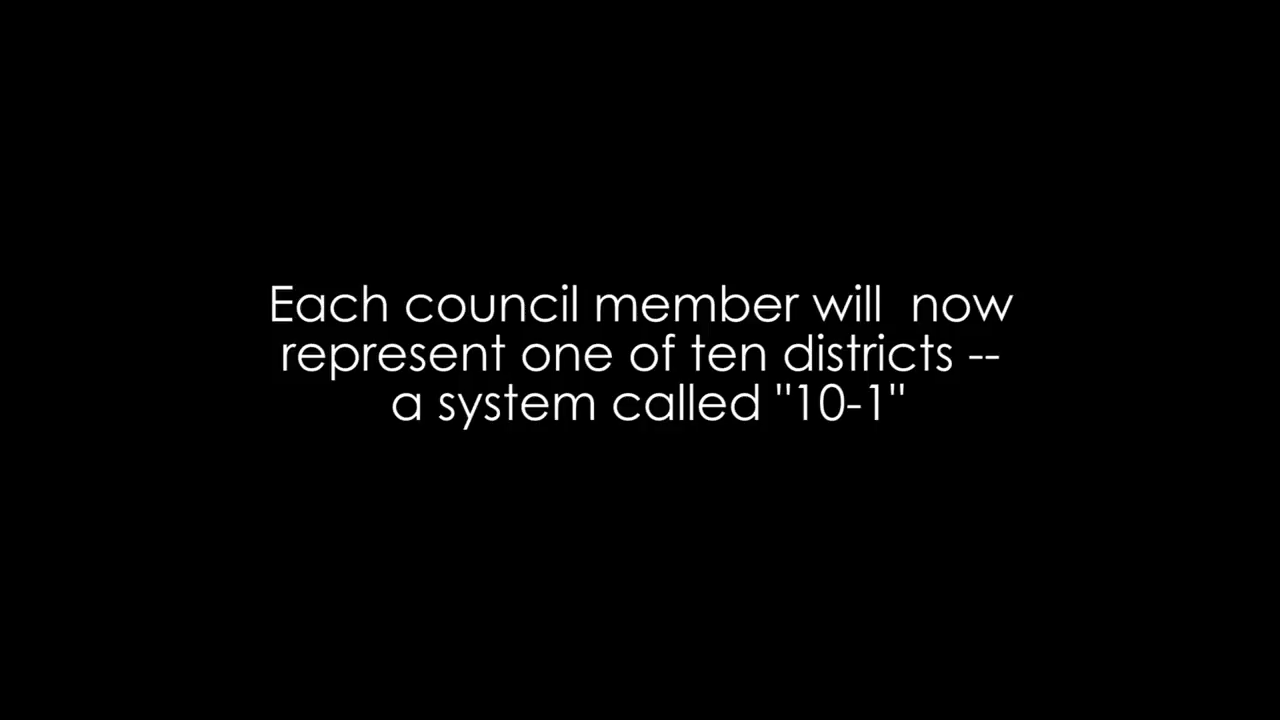 Each council member will  now
represent one of ten districts --
a system called "10-1"